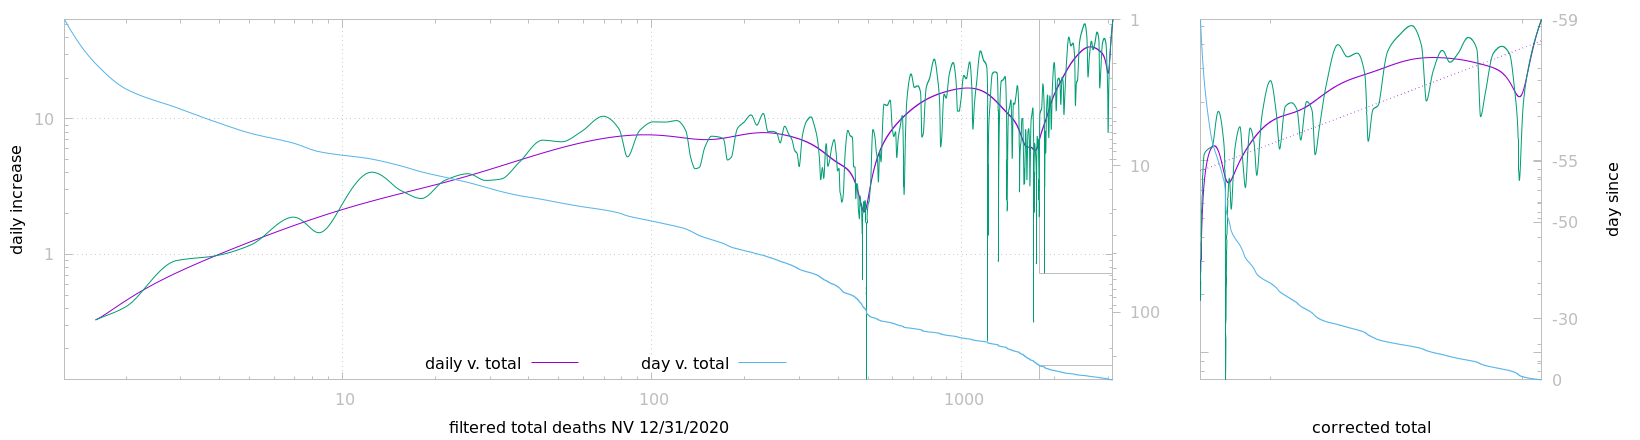 daily increase
10
1
1
10
100
daily v. total
day v. total
10
100
1000
filtered total deaths NV 12/31/2020
-59
-55
-50
-30
0
day since
corrected total